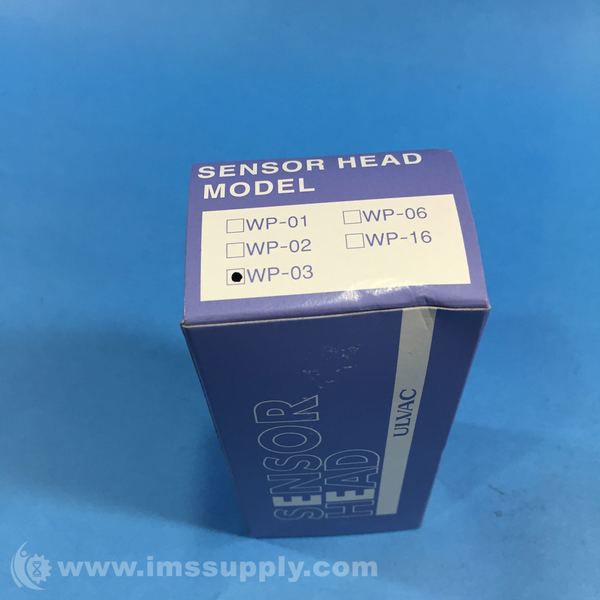 SENSOR HEAD
MODEL
WP-01
WP-06
WP-02
WP-16
WP-03
SENSOR
HEAD
ULVAC
www.imssupply.com